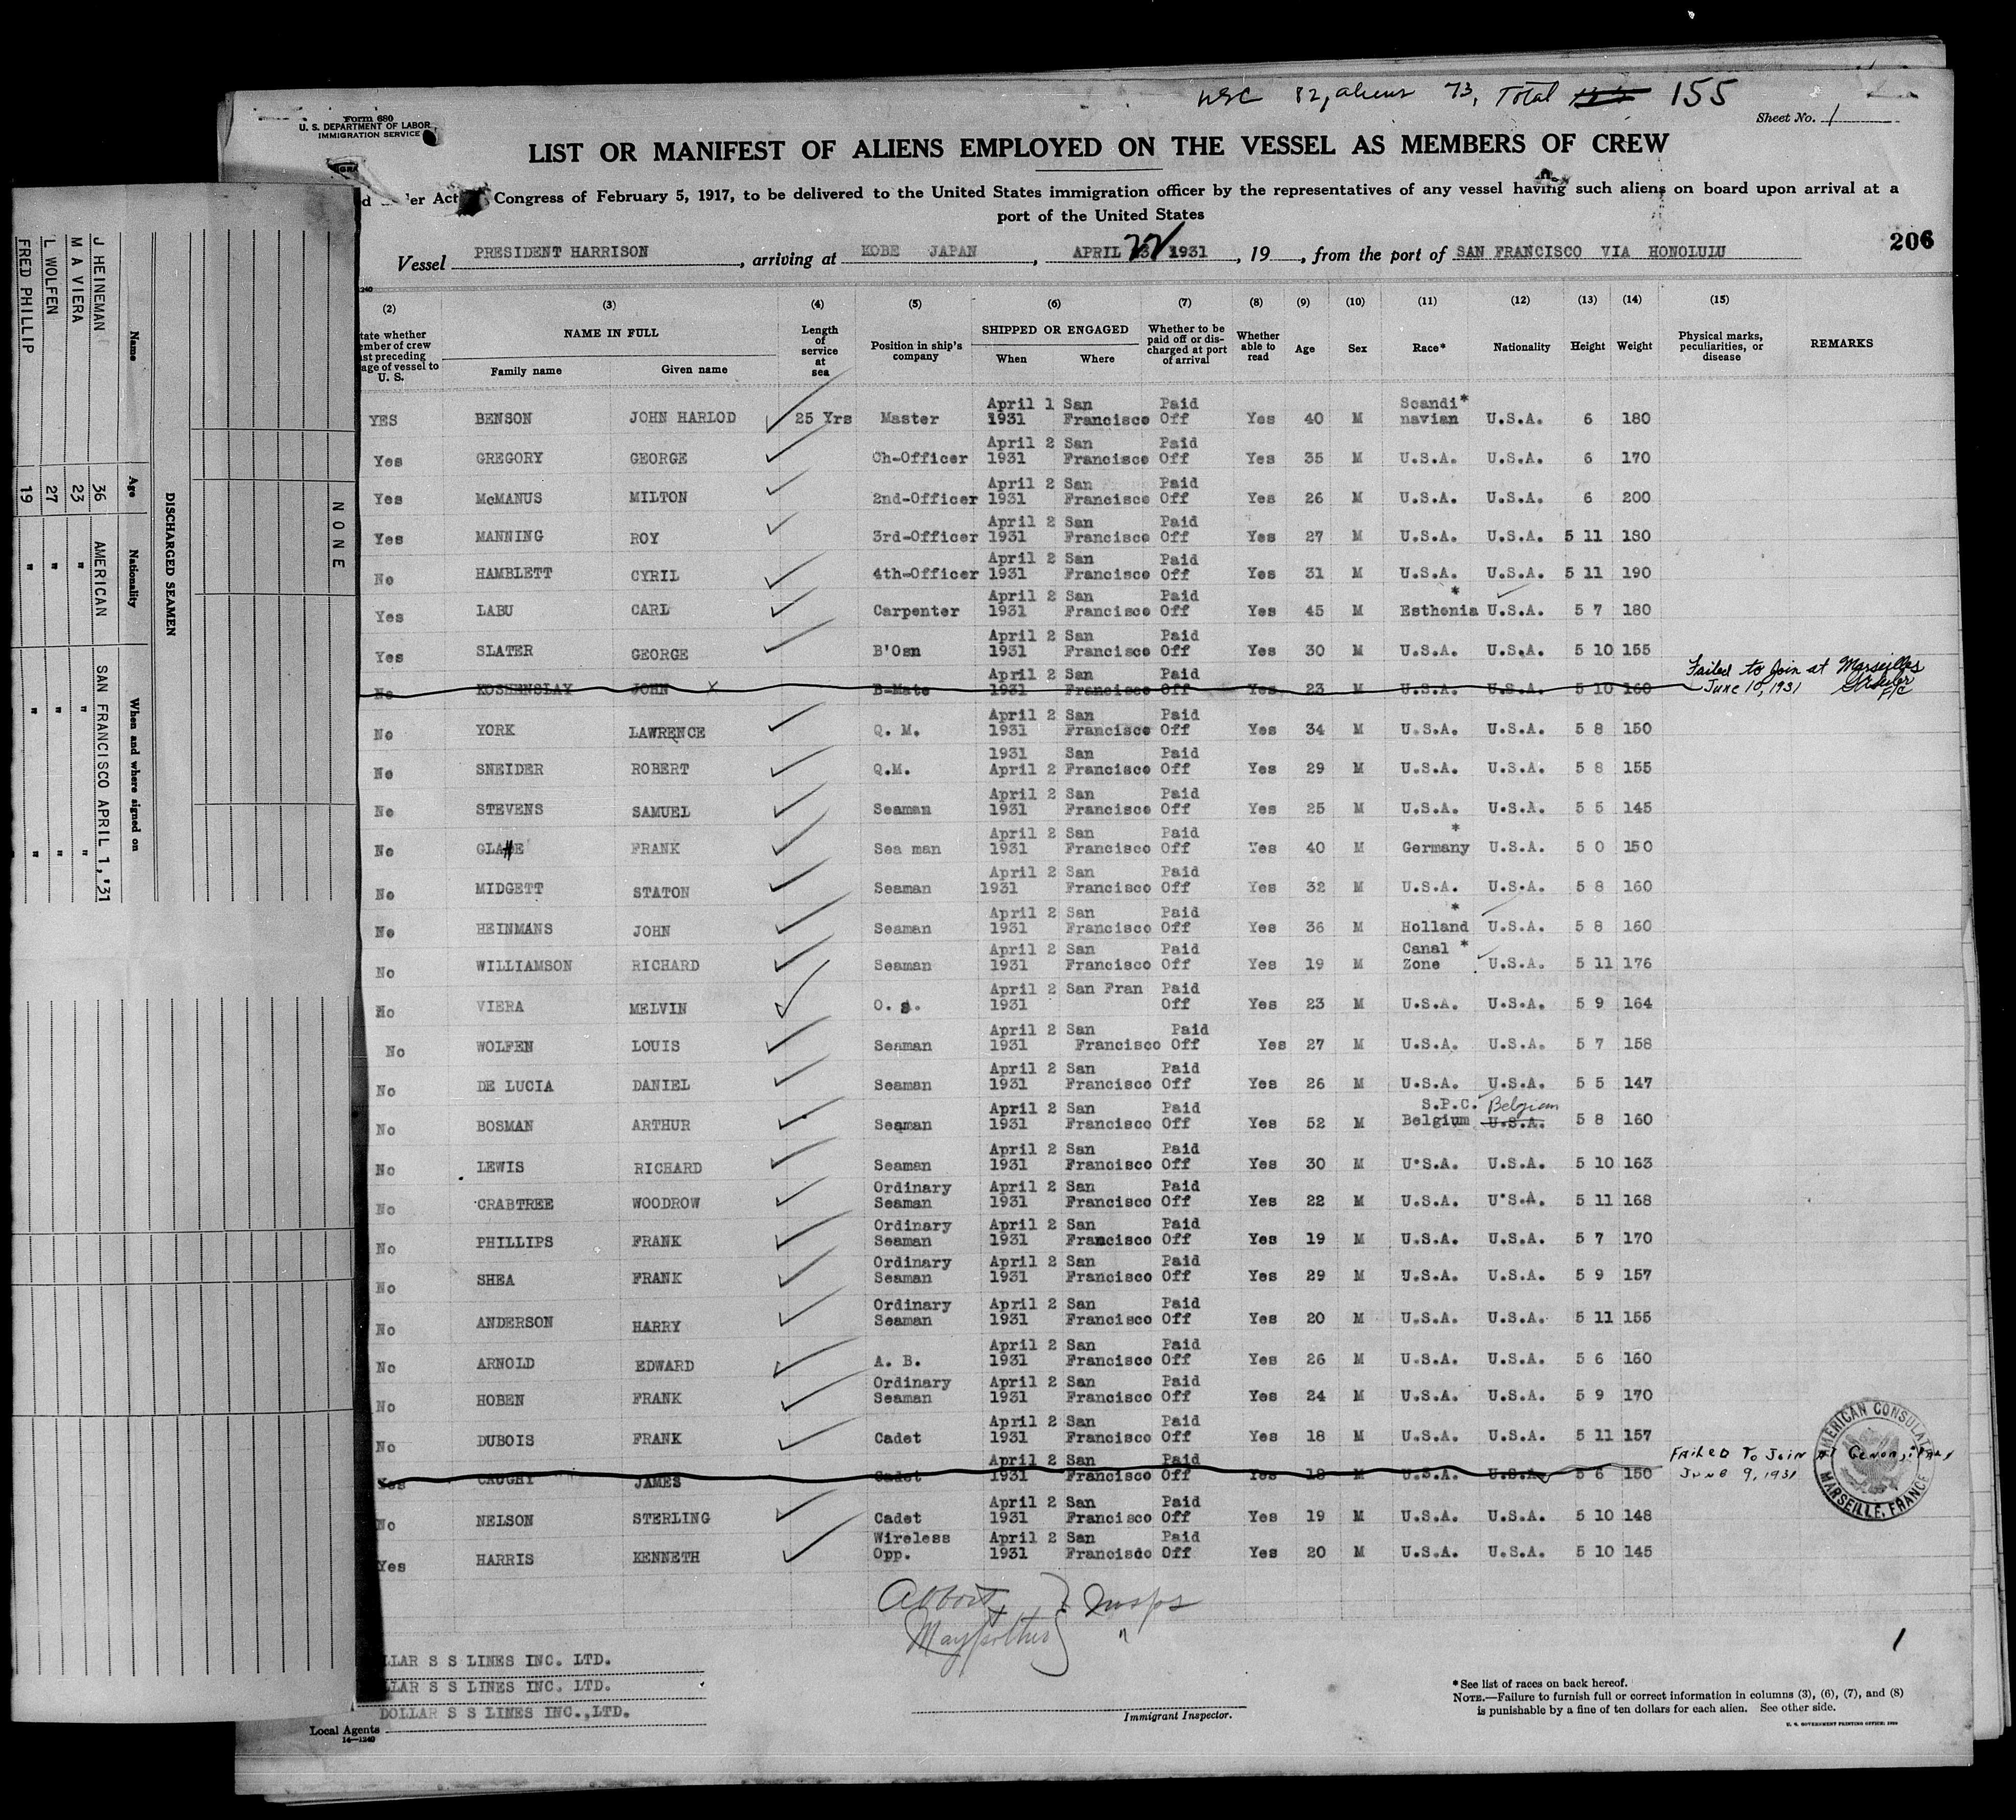 USC 82, aliens 73, Total 155
Form 680
U. S. DEPARTMENT OF LABOR
IMMIGRATION SERVICE
Sheet No. 1
LIST OR MANIFEST OF ALIENS EMPLOYED ON THE VESSEL AS MEMBERS OF CREW
Act Congress of February 5, 1917, to be delivered to the United States immigration officer by the representatives of any vessel having such aliens on board upon arrival at a
port of the United States
206
Vessel PRESIDENT HARRISON, arriving at KOBE JAPAN, APRIL 22 1931, 19, from the port of SAN FRANCISCO VIA HONOLULU
(2) (3) (4) (5) (6) (7) (8) (9) (10) (11) (12) (13) (14) (15)
NAME IN FULL Family name Given name Length of service at sea Position in ship's company SHIPPED OR ENGAGED When Where Whether to be paid off or discharged at port of arrival Whether able to read Age Sex Race* Nationality Height Weight Physical marks, peculiarities, or disease REMARKS
YES BENSON JOHN HARLOD 25 Yrs Master April 1 1931 San Francisco Paid Off Yes 40 M Scandi* navian U.S.A. 6 180
Yes GREGORY GEORGE Ch-Officer April 2 1931 San Francisco Paid Off Yes 35 M U.S.A. U.S.A. 6 170
Yes McMANUS MILTON 2nd-Officer April 2 1931 San Francisco Paid Off Yes 26 M U.S.A. U.S.A. 6 200
Yes MANNING ROY 3rd-Officer April 2 1931 San Francisco Paid Off Yes 27 M U.S.A. U.S.A. 5 11 180
No HAMBLETT CYRIL 4th-Officer April 2 1931 San Francisco Paid Off Yes 31 M U.S.A. U.S.A. 5 11 190
Yes LABU CARL Carpenter April 2 1931 San Francisco Paid Off Yes 45 M * Esthonia U.S.A. 5 7 180
Yes SLATER GEORGE B'Osn April 2 1931 San Francisco Paid Off Yes 30 M U.S.A. U.S.A. 5 10 155
No KOSHENSLAY JOHN X B-Mate April 2 1931 San Francisco Paid Off Yes 23 M U.S.A. U.S.A. 5 10 160 Failed to Join at Marseilles June 10, 1931
No YORK LAWRENCE Q. M. April 2 1931 San Francisco Paid Off Yes 34 M U.S.A. U.S.A. 5 8 150
No SNEIDER ROBERT Q.M. 1931 April 2 San Francisco Paid Off Yes 29 M U.S.A. U.S.A. 5 8 155
No STEVENS SAMUEL Seaman April 2 1931 San Francisco Paid Off Yes 25 M U.S.A. U.S.A. 5 5 145
No FRANK Sea man April 2 1931 San Francisco Paid Off Yes 40 M * Germany U.S.A. 5 0 150
No MIDGETT STATON Seaman April 2 1931 San Francisco Paid Off Yes 32 M U.S.A. U.S.A. 5 8 160
No HEINMANS JOHN Seaman April 2 1931 San Francisco Paid Off Yes 36 M * Holland U.S.A. 5 8 160
No WILLIAMSON RICHARD Seaman April 2 1931 San Francisco Paid Off Yes 19 M Canal * Zone U.S.A. 5 11 176
No VIERA MELVIN O. S. April 2 1931 San Fran Paid Off Yes 23 M U.S.A. U.S.A. 5 9 164
No WOLFEN LOUIS Seaman April 2 1931 San Francisco Paid Off Yes 27 M U.S.A. U.S.A. 5 7 158
No DE LUCIA DANIEL Seaman April 2 1931 San Francisco Paid Off Yes 26 M U.S.A. U.S.A. 5 5 147
No BOSMAN ARTHUR Seaman April 2 1931 San Francisco Paid Off Yes 52 M S.P.C. Belgium Belgian U.S.A. 5 8 160
No LEWIS RICHARD Seaman April 2 1931 San Francisco Paid Off Yes 30 M U'S.A. U.S.A. 5 10 163
No CRABTREE WOODROW Ordinary Seaman April 2 1931 San Francisco Paid Off Yes 22 M U.S.A. U'S.A. 5 11 168
No PHILLIPS FRANK Ordinary Seaman April 2 1931 San Francisco Paid Off Yes 19 M U.S.A. U.S.A. 5 7 170
No SHEA FRANK Ordinary Seaman April 2 1931 San Francisco Paid Off Yes 29 M U.S.A. U.S.A. 5 9 157
No ANDERSON HARRY Ordinary Seaman April 2 1931 San Francisco Paid Off Yes 20 M U.S.A. U.S.A. 5 11 155
No ARNOLD EDWARD A. B. April 2 1931 San Francisco Paid Off Yes 26 M U.S.A. U.S.A. 5 6 160
No HOBEN FRANK Ordinary Seaman April 2 1931 San Francisco Paid Off Yes 24 M U.S.A. U.S.A. 5 9 170
No DUBOIS FRANK Cadet April 2 1931 San Francisco Paid Off Yes 18 M U.S.A. U.S.A. 5 11 157
Yes CAUGHY JAMES Cadet April 2 1931 San Francisco Paid Off Yes 18 M U.S.A. U.S.A. 5 6 150 FAILED TO JOIN AT GENOA, ITALY JUNE 9, 1931
No NELSON STERLING Cadet April 2 1931 San Francisco Paid Off Yes 19 M U.S.A. U.S.A. 5 10 148
Yes HARRIS KENNETH Wireless Opp. April 2 1931 San Francisdo Paid Off Yes 20 M U.S.A. U.S.A. 5 10 145
AMERICAN CONSULATE MARSEILLE, FRANCE
Abbott Insps
"
1
LLAR S S LINES INC. LTD.
LLAR S S LINES INC. LTD.
DOLLAR S S LINES INC.,LTD.
Local Agents
14—1240
Immigrant Inspector.
*See list of races on back hereof.
NOTE.—Failure to furnish full or correct information in columns (3), (6), (7), and (8)
is punishable by a fine of ten dollars for each alien. See other side.
U. S. GOVERNMENT PRINTING OFFICE: 1930
NONE
DISCHARGED SEAMEN
Name Age Nationality When and where signed on
J HEINEMAN 36 AMERICAN SAN FRANCISCO APRIL 1,'31
M A VIERA 23 " " "
L WOLFEN 27 " " "
FRED PHILLIP 19 " " "